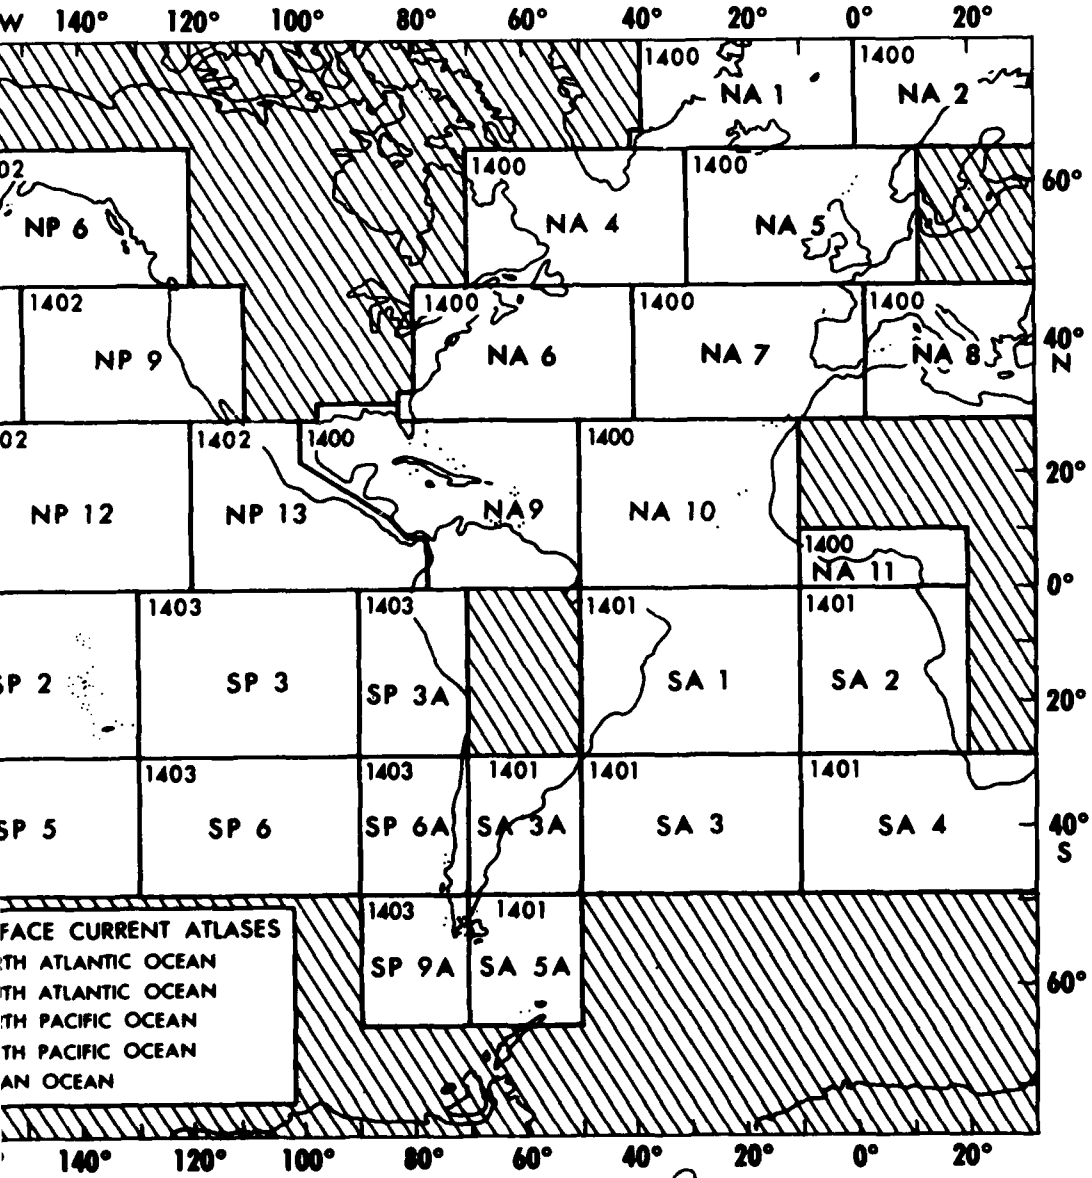 W 140° 120° 100° 80° 60° 40° 20° 0° 20°
1400 1400
NA 1 NA 2
02 1400 1400
60°
NP 6 NA 4 NA 5
1402 1400 1400 1400
40°
N
NP 9 NA 6 NA 7 NA 8
02 1402 1400 1400
20°
NP 12 NP 13 NA9 NA 10
1400
NA 11
0°
1403 1403 1401 1401
SP 2 SP 3 SP 3A SA 1 SA 2
20°
1403 1403 1401 1401 1401
SP 5 SP 6 SP 6A SA 3A SA 3 SA 4
40°
S
1403 1401
SP 9A SA 5A
60°
FACE CURRENT ATLASES
RTH ATLANTIC OCEAN
UTH ATLANTIC OCEAN
TH PACIFIC OCEAN
TH PACIFIC OCEAN
AN OCEAN
140° 120° 100° 80° 60° 40° 20° 0° 20°